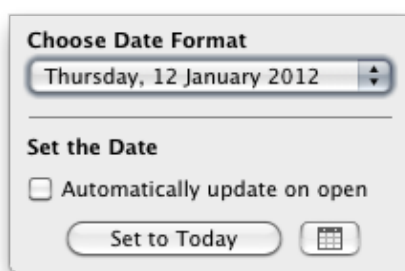 Choose Date Format
Thursday, 12 January 2012
Set the Date
Automatically update on open
Set to Today